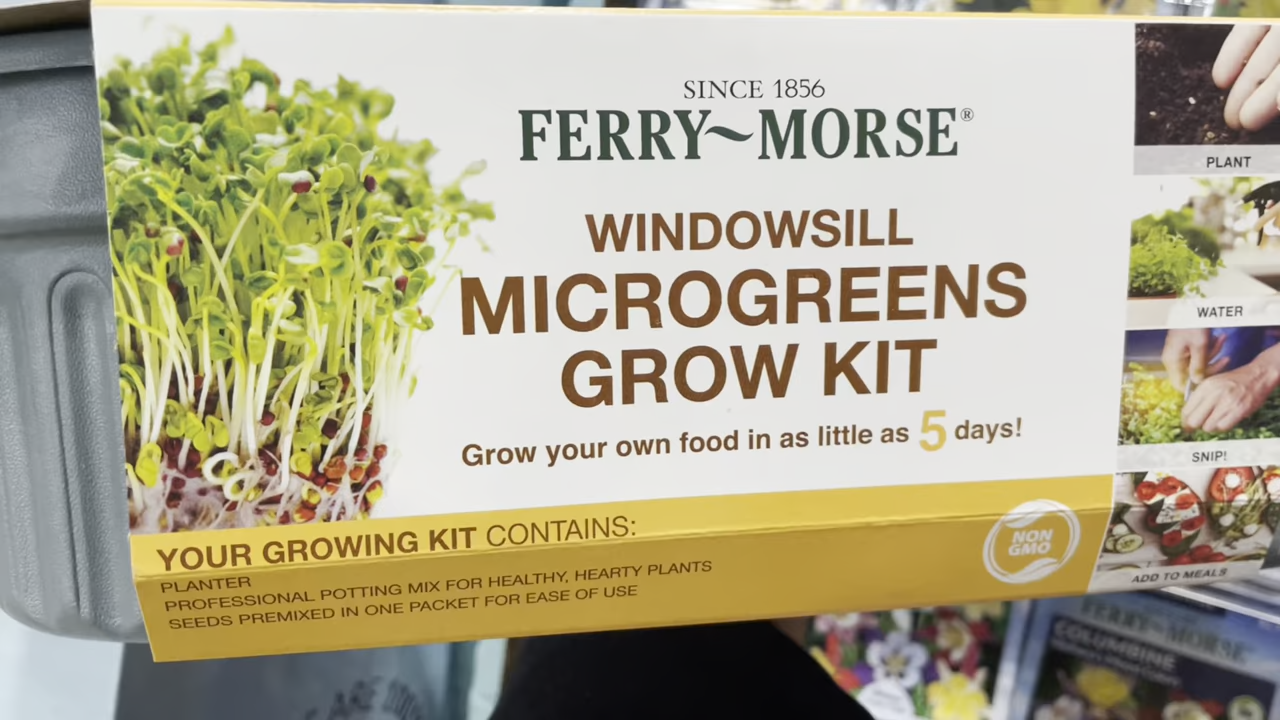 SINCE 1856
FERRY~MORSE®
WINDOWSILL
MICROGREENS
GROW KIT
Grow your own food in as little as 5 days!
YOUR GROWING KIT CONTAINS:
PLANTER
PROFESSIONAL POTTING MIX FOR HEALTHY, HEARTY PLANTS
SEEDS PREMIXED IN ONE PACKET FOR EASE OF USE
NON
GMO
PLANT
WATER
SNIP!
ADD TO MEALS
FERRY~MORSE
COLUMBINE